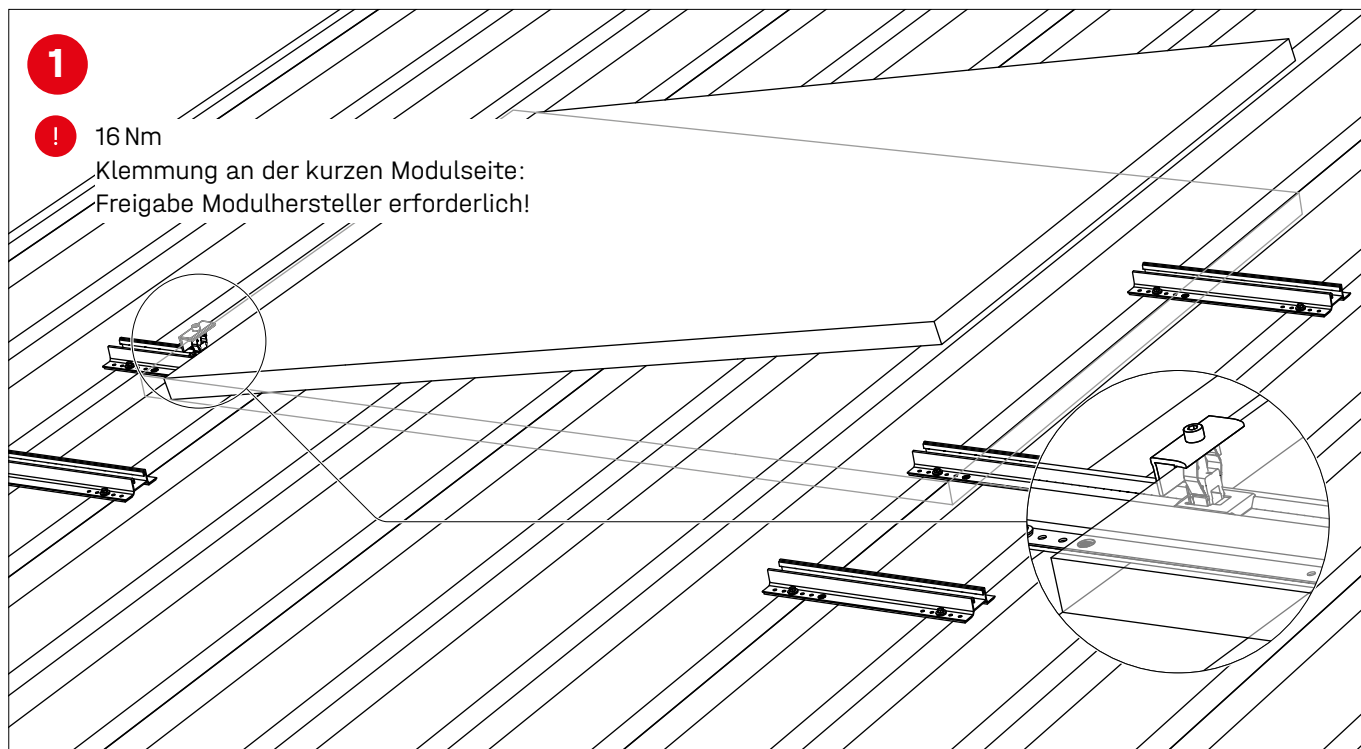 1
! 16 Nm
Klemmung an der kurzen Modulseite:
Freigabe Modulhersteller erforderlich!